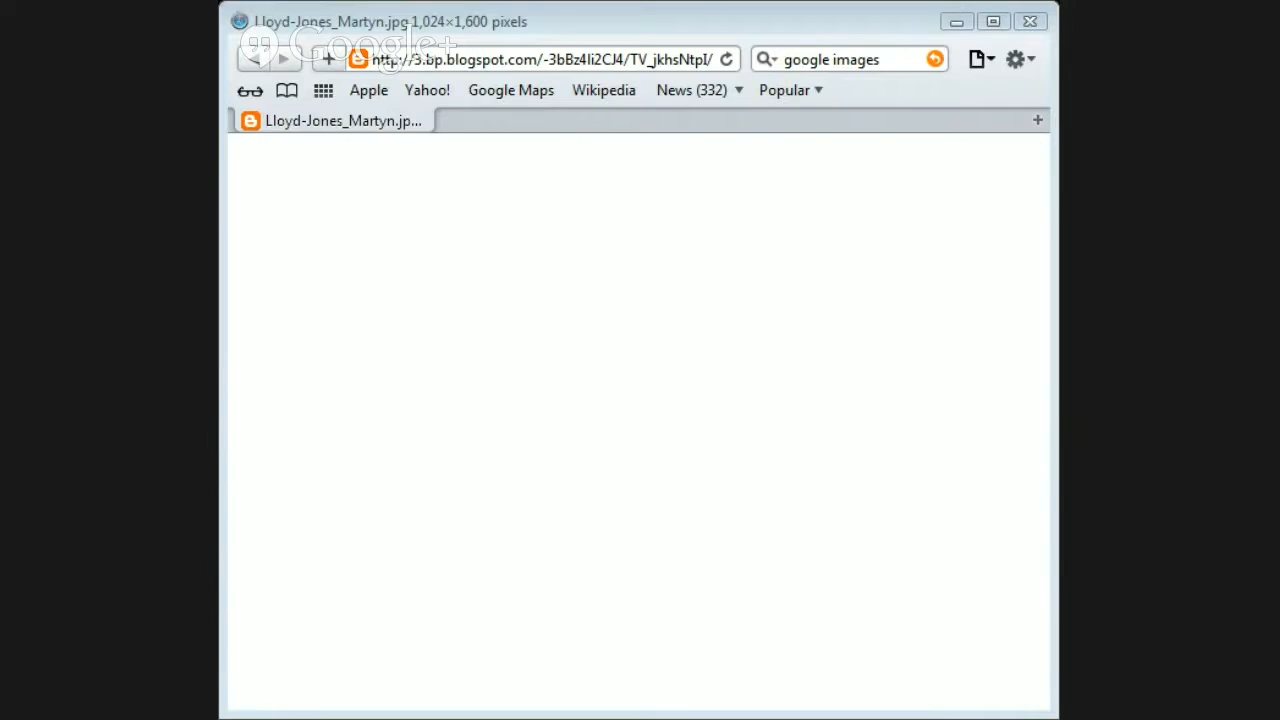 Lloyd-Jones_Martyn.jpg 1,024×1,600 pixels
Google+
http://3.bp.blogspot.com/-3bBz4Ii2CJ4/TV_jkhsNtpI/
google images
Apple Yahoo! Google Maps Wikipedia News (332) Popular
Lloyd-Jones_Martyn.jp...